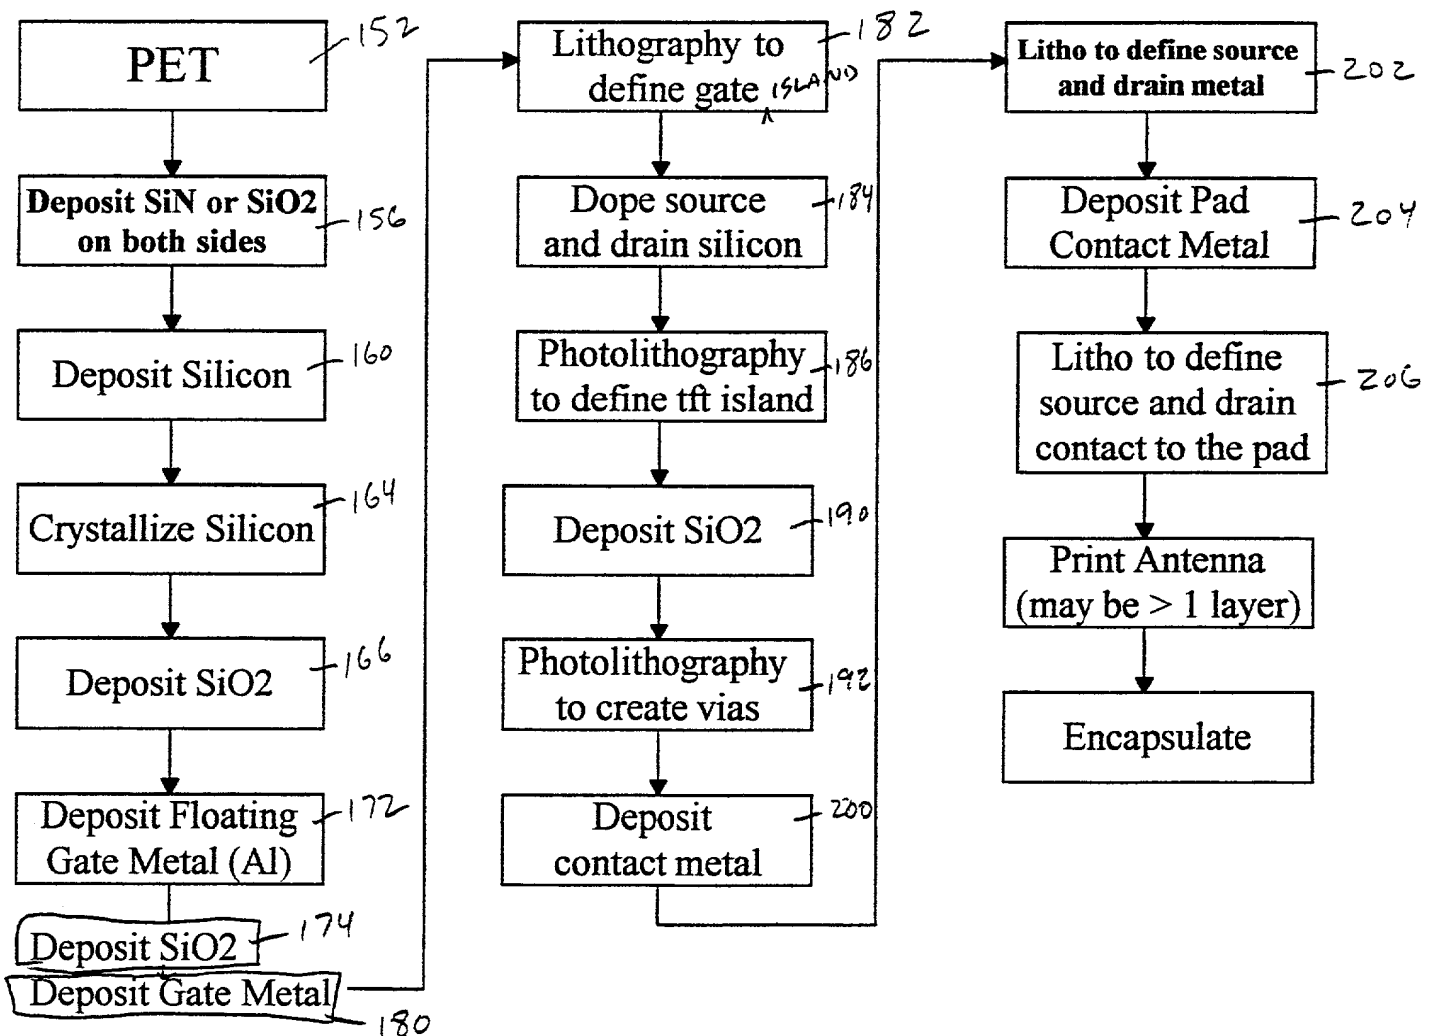 PET
152
Deposit SiN or SiO2
on both sides
156
Deposit Silicon
160
Crystallize Silicon
164
Deposit SiO2
166
Deposit Floating
Gate Metal (Al)
172
Deposit SiO2
174
Deposit Gate Metal
180
Lithography to
define gate ISLAND
182
Dope source
and drain silicon
184
Photolithography
to define tft island
186
Deposit SiO2
190
Photolithography
to create vias
192
Deposit
contact metal
200
Litho to define source
and drain metal
202
Deposit Pad
Contact Metal
204
Litho to define
source and drain
contact to the pad
206
Print Antenna
(may be > 1 layer)
Encapsulate